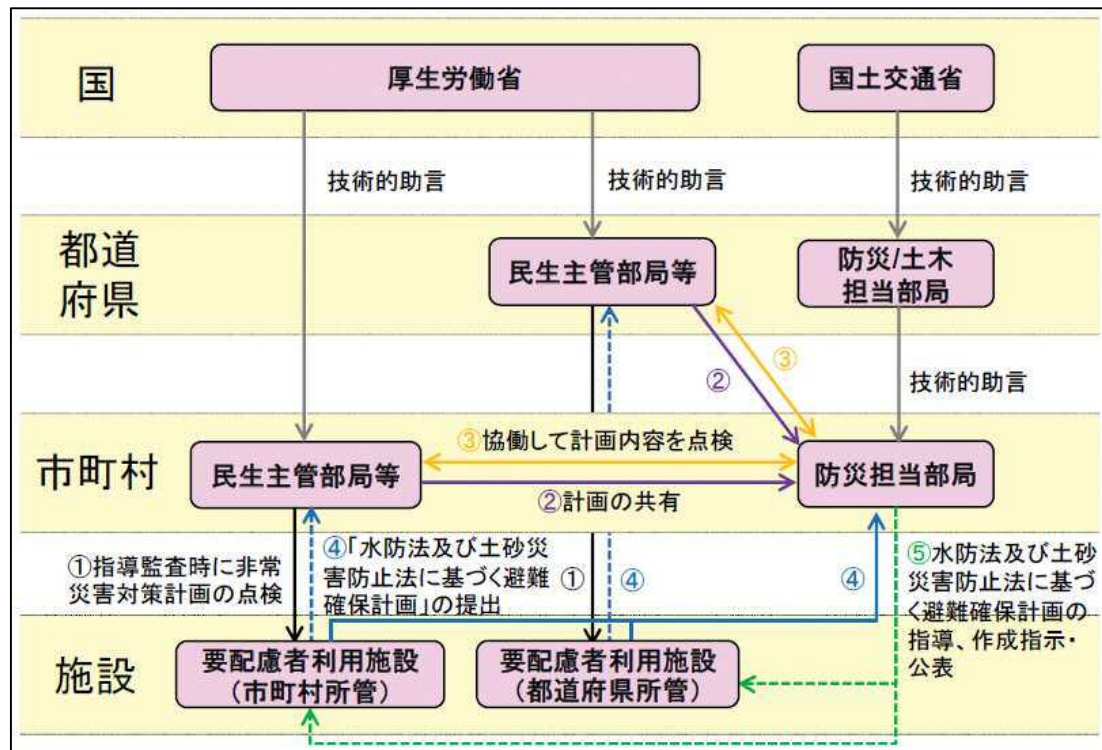 国
厚生労働省
国土交通省
技術的助言
技術的助言
技術的助言
都道
府県
民生主管部局等
防災/土木
担当部局
②
③
技術的助言
市町村
民生主管部局等
③協働して計画内容を点検
②計画の共有
防災担当部局
①指導監査時に非常
災害対策計画の点検
④「水防法及び土砂災
害防止法に基づく避難
確保計画」の提出
①
④
④
⑤水防法及び土砂
災害防止法に基づ
く避難確保計画の
指導、作成指示・
公表
施設
要配慮者利用施設
(市町村所管)
要配慮者利用施設
(都道府県所管)